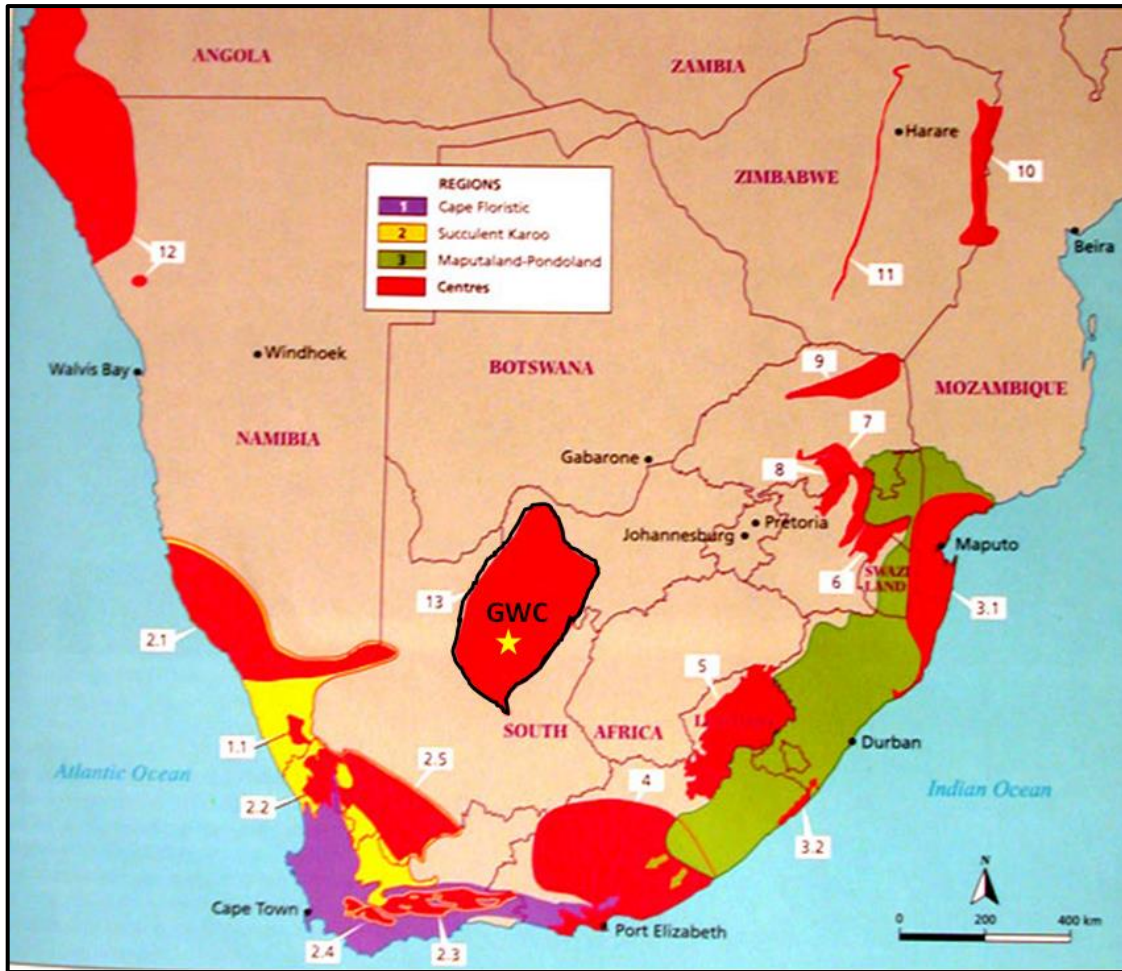 ANGOLA
ZAMBIA
Harare
ZIMBABWE
10
REGIONS
1 Cape Floristic
2 Succulent Karoo
3 Maputaland-Pondoland
Centres
Beira
12
11
Windhoek
Walvis Bay
BOTSWANA
9
MOZAMBIQUE
NAMIBIA
7
Gabarone
8
Pretoria
Johannesburg
Maputo
6
SWAZI
LAND
13
GWC
3.1
2.1
5
SOUTH
AFRICA
Durban
1.1
2.5
Atlantic Ocean
4
Indian Ocean
2.2
3.2
N
Cape Town
Port Elizabeth
0 200 400 km
2.4
2.3